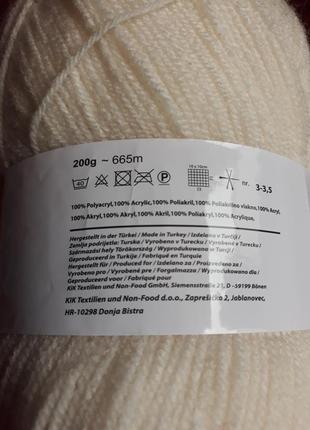 200g ~ 665m
10 x 10cm
40
P
nr. 3-3,5
100% Polyacryl, 100% Acrylic, 100% Poliakril, 100% Poliakrilno vlakno, 100% Acryl,
100% Akryl, 100% Akryl, 100% Akril, 100% Poliakryl, 100% Acrylique,
Hergestellt in der Türkei / Made in Turkey / Izdelano v Turčiji /
Zemlja podrijetla: Turska / Vyrobeno v Turecku / Vyrobené v Turecku /
Származási hely Törökország / Wyprodukowano w Turcji /
Geproduceerd in Turkije / Fabriqué en Turquie
Hergestellt für / Produced for / Izdelano za / Proizvedeno za /
Vyrobeno pro / Vyrobené pre / Forgalmazza / Wyprodukowano dla /
Geproduceerd voor / Fabriqué pour
KiK Textilien und Non-Food GmbH, Siemensstraße 21, D - 59199 Bönen
KIK Textilien und Non-Food d.o.o., Zaprešićka 2, Jablanovec,
HR-10298 Donja Bistra